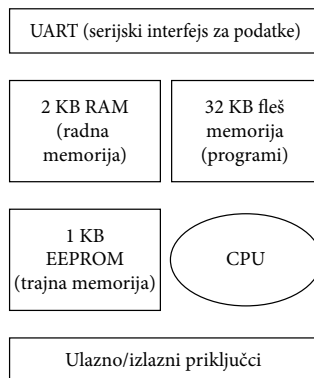 UART (serijski interfejs za podatke)
2 KB RAM
(radna
memorija)
32 KB fleš
memorija
(programi)
1 KB
EEPROM
(trajna memorija)
CPU
Ulazno/izlazni priključci